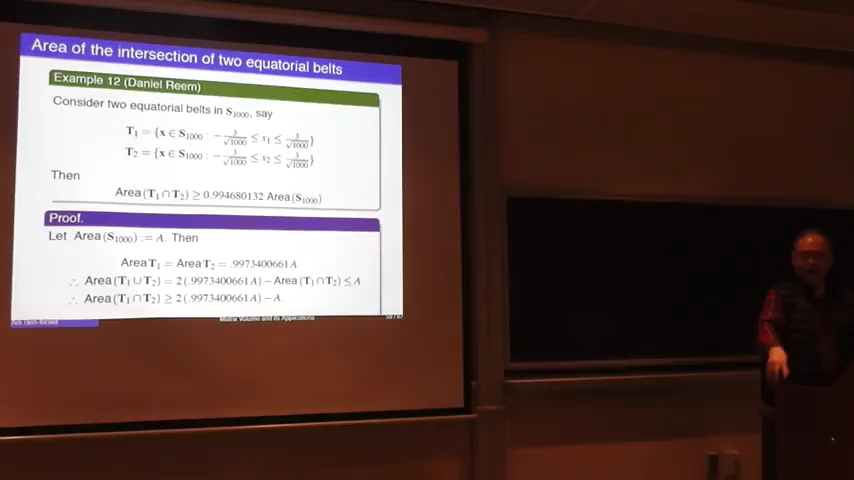 Area of the intersection of two equatorial belts
Example 12 (Daniel Reem)
Consider two equatorial belts in S₁₀₀₀, say
T₁ = {x ∈ S₁₀₀₀ : −3/√1000 ≤ x₁ ≤ 3/√1000}
T₂ = {x ∈ S₁₀₀₀ : −3/√1000 ≤ x₂ ≤ 3/√1000}
Then
Area (T₁ ∩ T₂) ≥ 0.994680132 Area (S₁₀₀₀)
Proof.
Let Area (S₁₀₀₀) := A. Then
Area T₁ = Area T₂ = .9973400661 A
∴ Area (T₁ ∪ T₂) = 2(.9973400661 A) − Area (T₁ ∩ T₂) ≤ A
∴ Area (T₁ ∩ T₂) ≥ 2(.9973400661 A) − A.
Adi Ben-Israel
Matrix Volume and its Applications